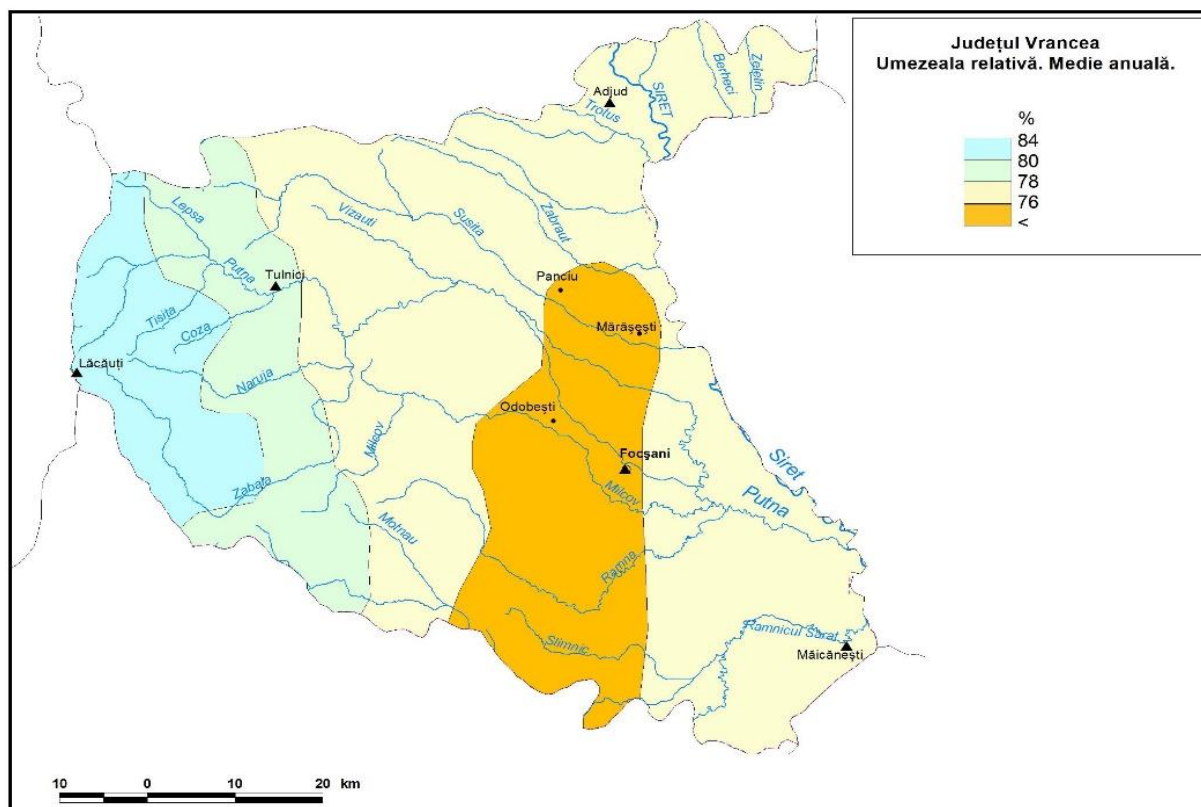 Județul Vrancea
Umezeala relativă. Medie anuală.
%
84
80
78
76
<
Adjud
Trotus
SIRET
Berheci
Zeletin
Lepsa
Vizauti
Susita
Zabraut
Putna
Tulnici
Panciu
Tisita
Coza
Mărășești
Lăcăuți
Naruja
Odobești
Milcov
Focșani
Siret
Zabala
Milcov
Putna
Motnau
Ramna
Slimnic
Ramnicul Sarat
Măicănești
10 0 10 20 km